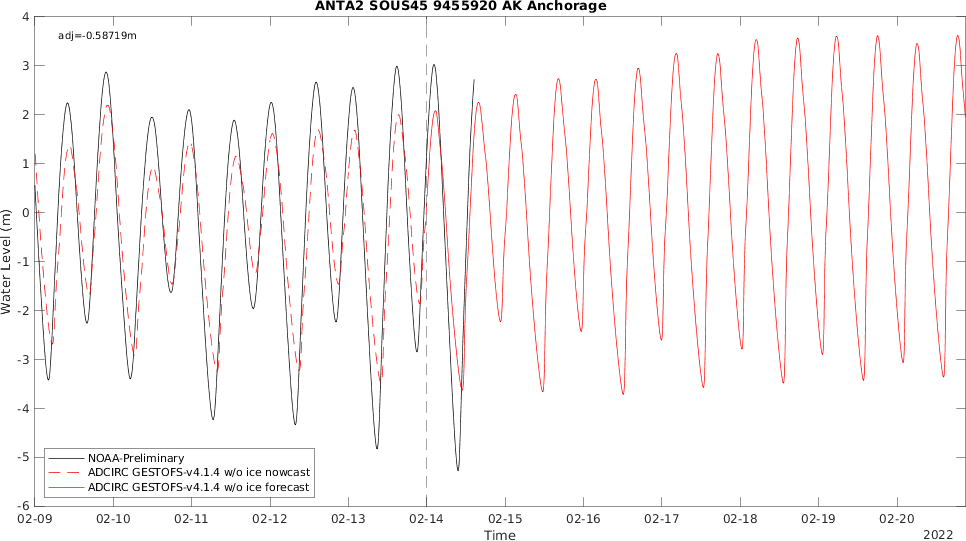 ANTA2 SOUS45 9455920 AK Anchorage
adj=-0.58719m
4
3
2
1
0
-1
-2
-3
-4
-5
-6
Water Level (m)
NOAA-Preliminary
ADCIRC GESTOFS-v4.1.4 w/o ice nowcast
ADCIRC GESTOFS-v4.1.4 w/o ice forecast
02-09 02-10 02-11 02-12 02-13 02-14 02-15 02-16 02-17 02-18 02-19 02-20
Time
2022